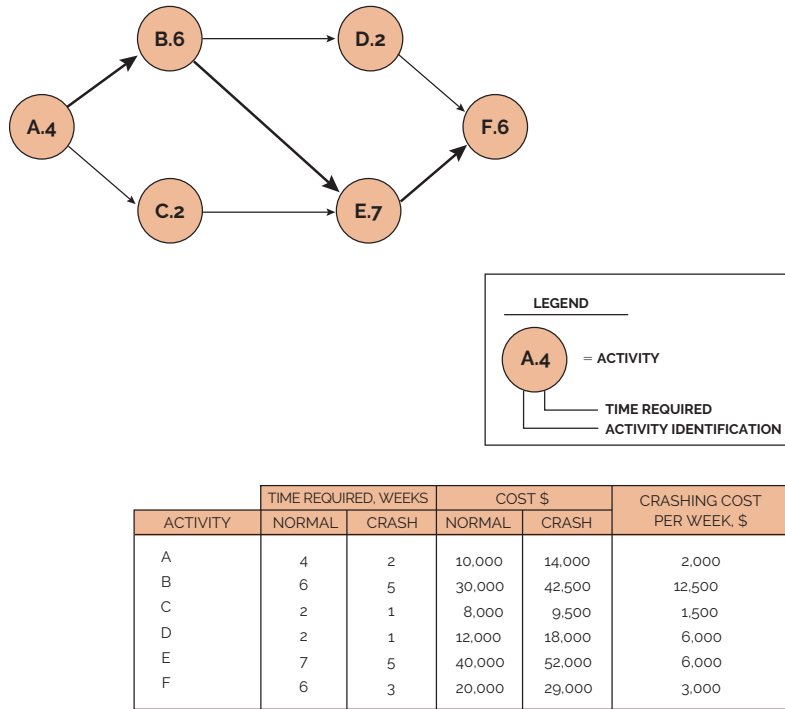 B.6
D.2
A.4
F.6
C.2
E.7
LEGEND
A.4 = ACTIVITY
TIME REQUIRED
ACTIVITY IDENTIFICATION
TIME REQUIRED, WEEKS COST $ CRASHING COST PER WEEK, $
ACTIVITY NORMAL CRASH NORMAL CRASH
A 4 2 10,000 14,000 2,000
B 6 5 30,000 42,500 12,500
C 2 1 8,000 9,500 1,500
D 2 1 12,000 18,000 6,000
E 7 5 40,000 52,000 6,000
F 6 3 20,000 29,000 3,000